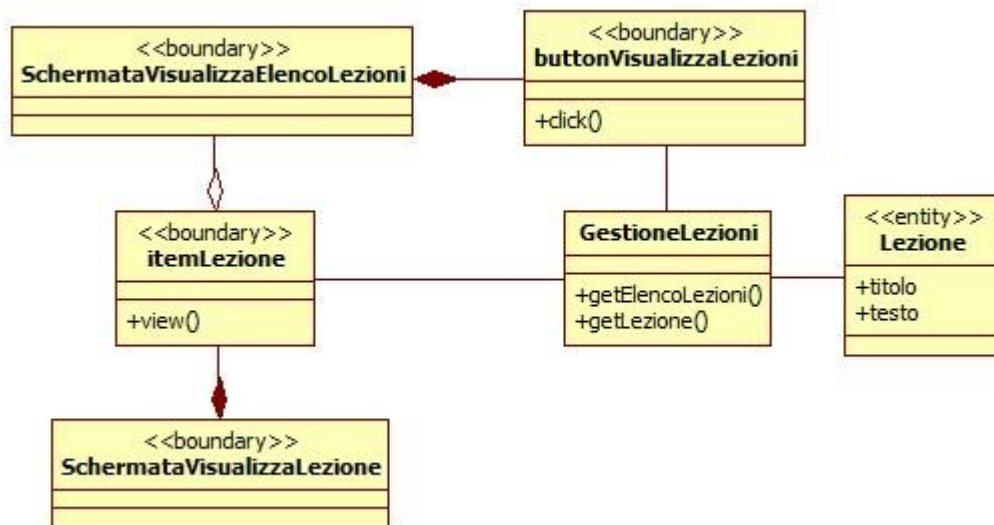 <<boundary>>
SchermataVisualizzaElencoLezioni
<<boundary>>
buttonVisualizzaLezioni
+click()
<<boundary>>
itemLezione
+view()
GestioneLezioni
+getElencoLezioni()
+getLezione()
<<entity>>
Lezione
+titolo
+testo
<<boundary>>
SchermataVisualizzaLezione